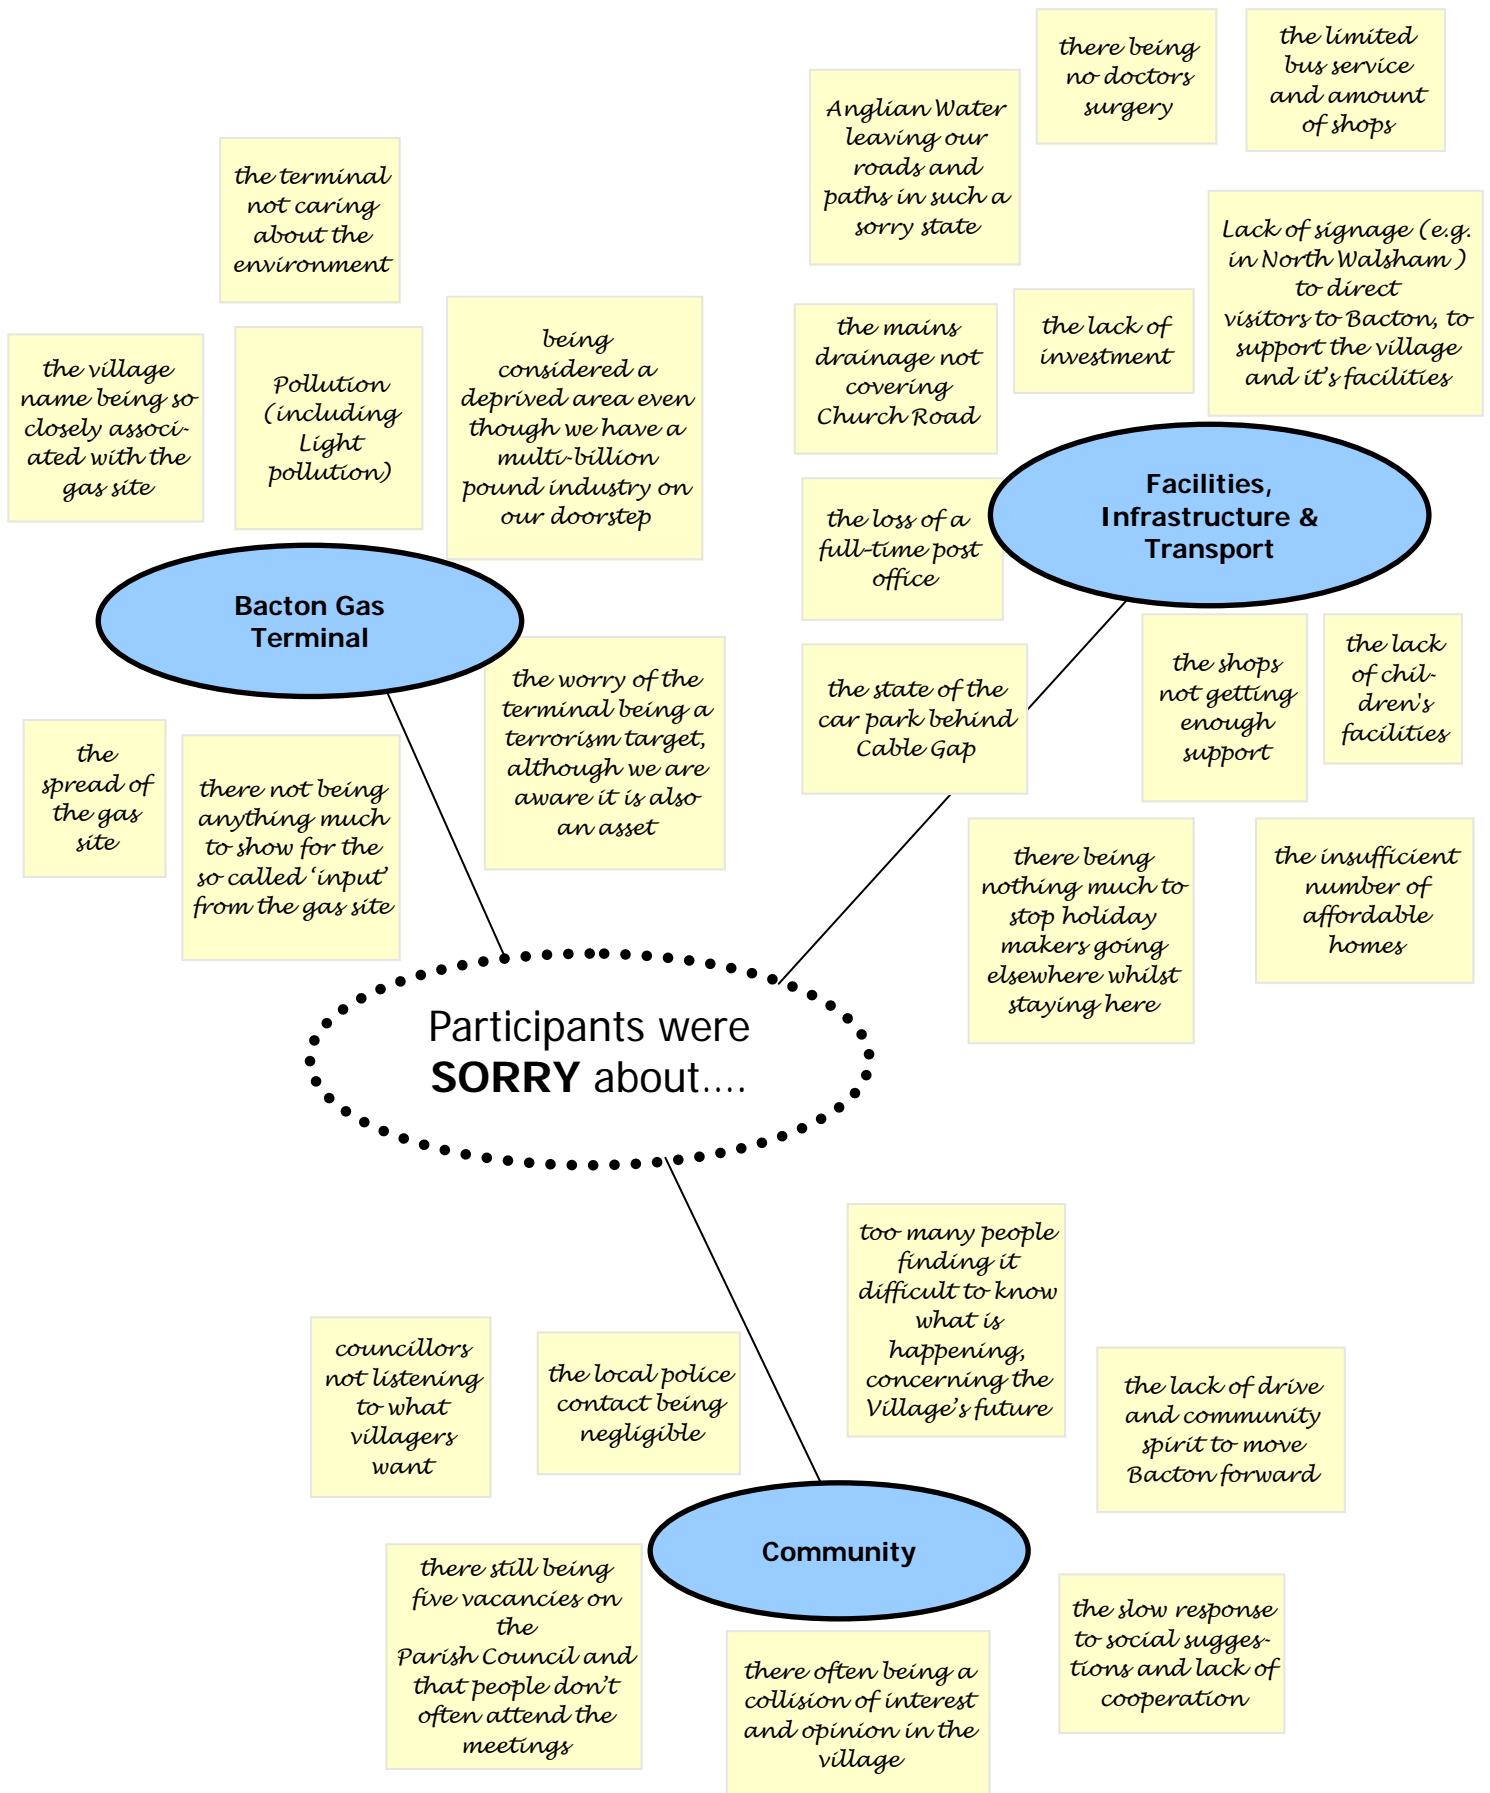 there being
no doctors
surgery
the limited
bus service
and amount
of shops
Anglian Water
leaving our
roads and
paths in such a
sorry state
the terminal
not caring
about the
environment
Lack of signage (e.g.
in North Walsham )
to direct
visitors to Bacton, to
support the village
and it's facilities
the mains
drainage not
covering
Church Road
the lack of
investment
being
considered a
deprived area even
though we have a
multi-billion
pound industry on
our doorstep
the village
name being so
closely associ-
ated with the
gas site
Pollution
(including
Light
pollution)
Facilities,
Infrastructure &
Transport
the loss of a
full-time post
office
Bacton Gas
Terminal
the worry of the
terminal being a
terrorism target,
although we are
aware it is also
an asset
the state of the
car park behind
Cable Gap
the shops
not getting
enough
support
the lack
of chil-
dren's
facilities
the
spread of
the gas
site
there not being
anything much
to show for the
so called ‘input’
from the gas site
there being
nothing much to
stop holiday
makers going
elsewhere whilst
staying here
the insufficient
number of
affordable
homes
Participants were
SORRY about....
too many people
finding it
difficult to know
what is
happening,
concerning the
Village’s future
councillors
not listening
to what
villagers
want
the local police
contact being
negligible
the lack of drive
and community
spirit to move
Bacton forward
Community
there still being
five vacancies on
the
Parish Council and
that people don’t
often attend the
meetings
the slow response
to social sugges-
tions and lack of
cooperation
there often being a
collision of interest
and opinion in the
village